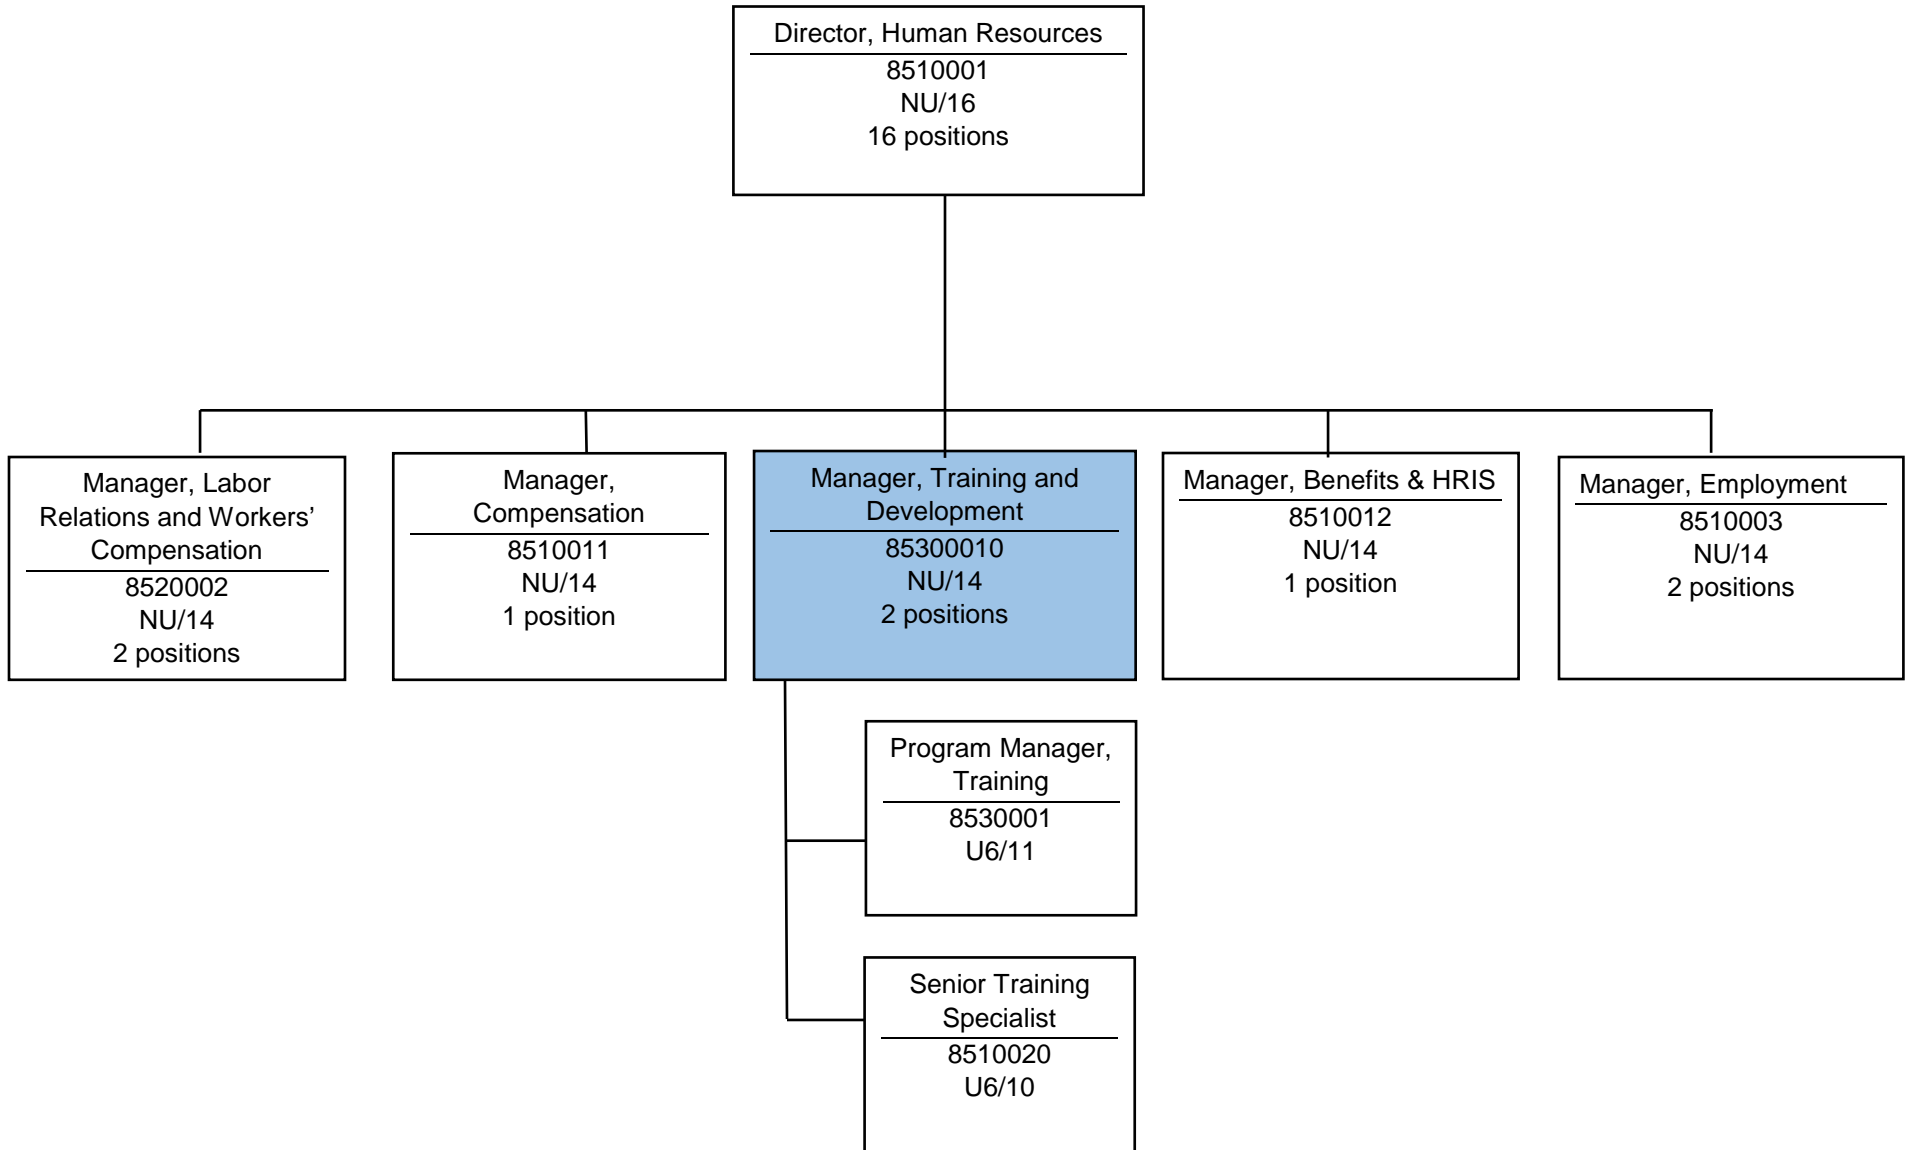 Director, Human Resources
8510001
NU/16
16 positions
Manager, Labor
Relations and Workers’
Compensation
8520002
NU/14
2 positions
Manager,
Compensation
8510011
NU/14
1 position
Manager, Training and
Development
85300010
NU/14
2 positions
Manager, Benefits & HRIS
8510012
NU/14
1 position
Manager, Employment
8510003
NU/14
2 positions
Program Manager,
Training
8530001
U6/11
Senior Training
Specialist
8510020
U6/10